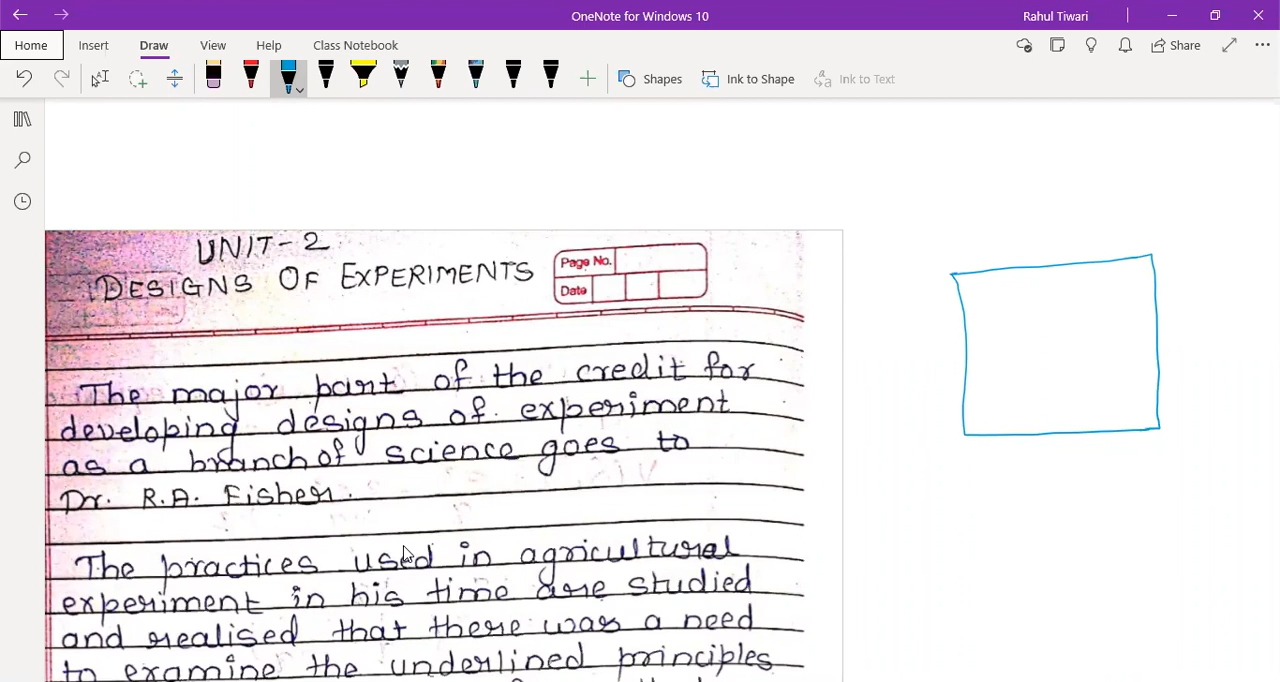 OneNote for Windows 10
Rahul Tiwari
Home Insert Draw View Help Class Notebook
Share
Shapes Ink to Shape Ink to Text
UNIT-2
DESIGNS OF EXPERIMENTS
Page No.
Date
The major part of the credit for
developing designs of experiment
as a branch of science goes to
Dr. R.A. Fisher.
The practices used in agricultural
experiment in his time are studied
and realised that there was a need
to examine the underlined principles